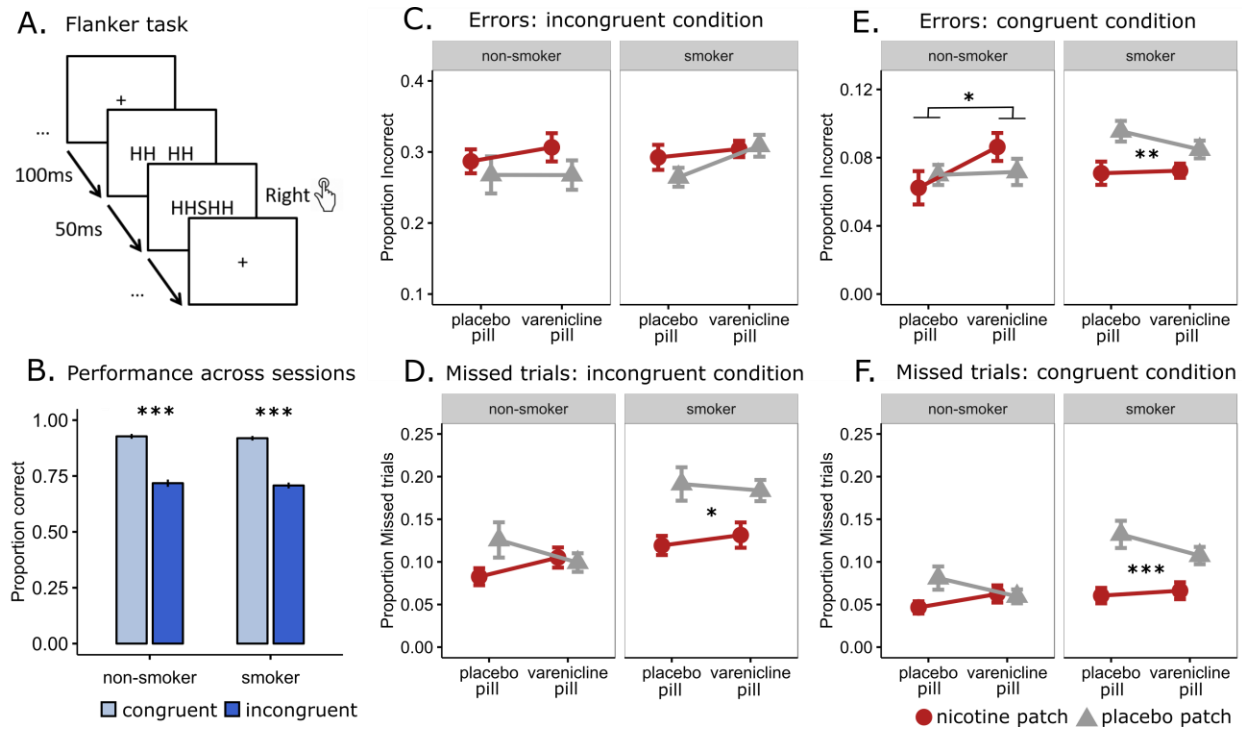 A. Flanker task
+
HH HH
HHSHH
+
...
100ms
50ms
...
Right
B. Performance across sessions
Proportion correct
1.00
0.75
0.50
0.25
0.00
***
***
non-smoker
smoker
congruent
incongruent
C. Errors: incongruent condition
non-smoker
smoker
Proportion Incorrect
0.4
0.3
0.2
0.1
placebo
pill
varenicline
pill
placebo
pill
varenicline
pill
D. Missed trials: incongruent condition
non-smoker
smoker
Proportion Missed trials
0.25
0.20
0.15
0.10
0.05
0.00
*
placebo
pill
varenicline
pill
placebo
pill
varenicline
pill
E. Errors: congruent condition
non-smoker
smoker
Proportion Incorrect
0.12
0.08
0.04
0.00
*
**
placebo
pill
varenicline
pill
placebo
pill
varenicline
pill
F. Missed trials: congruent condition
non-smoker
smoker
Proportion Missed trials
0.25
0.20
0.15
0.10
0.05
0.00
***
placebo
pill
varenicline
pill
placebo
pill
varenicline
pill
nicotine patch
placebo patch